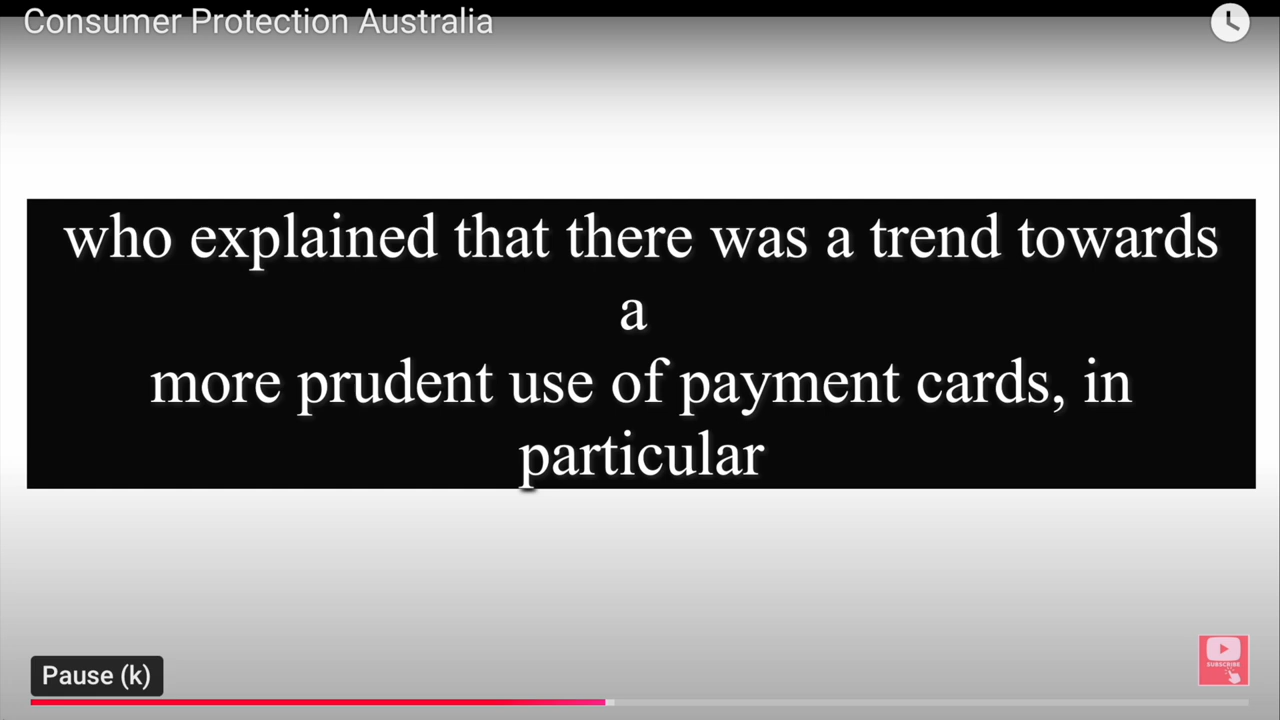 Consumer Protection Australia
who explained that there was a trend towards
a
more prudent use of payment cards, in
particular
SUBSCRIBE
Pause (k)